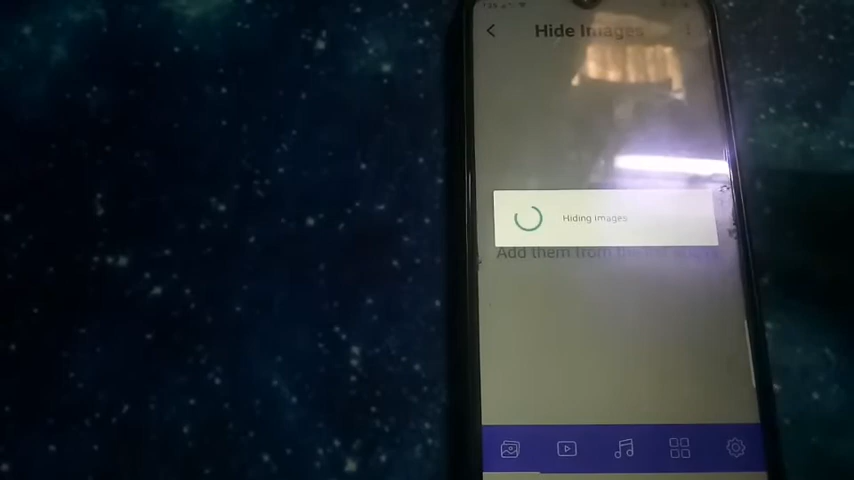 Hide Images
Hiding images
Add them from the